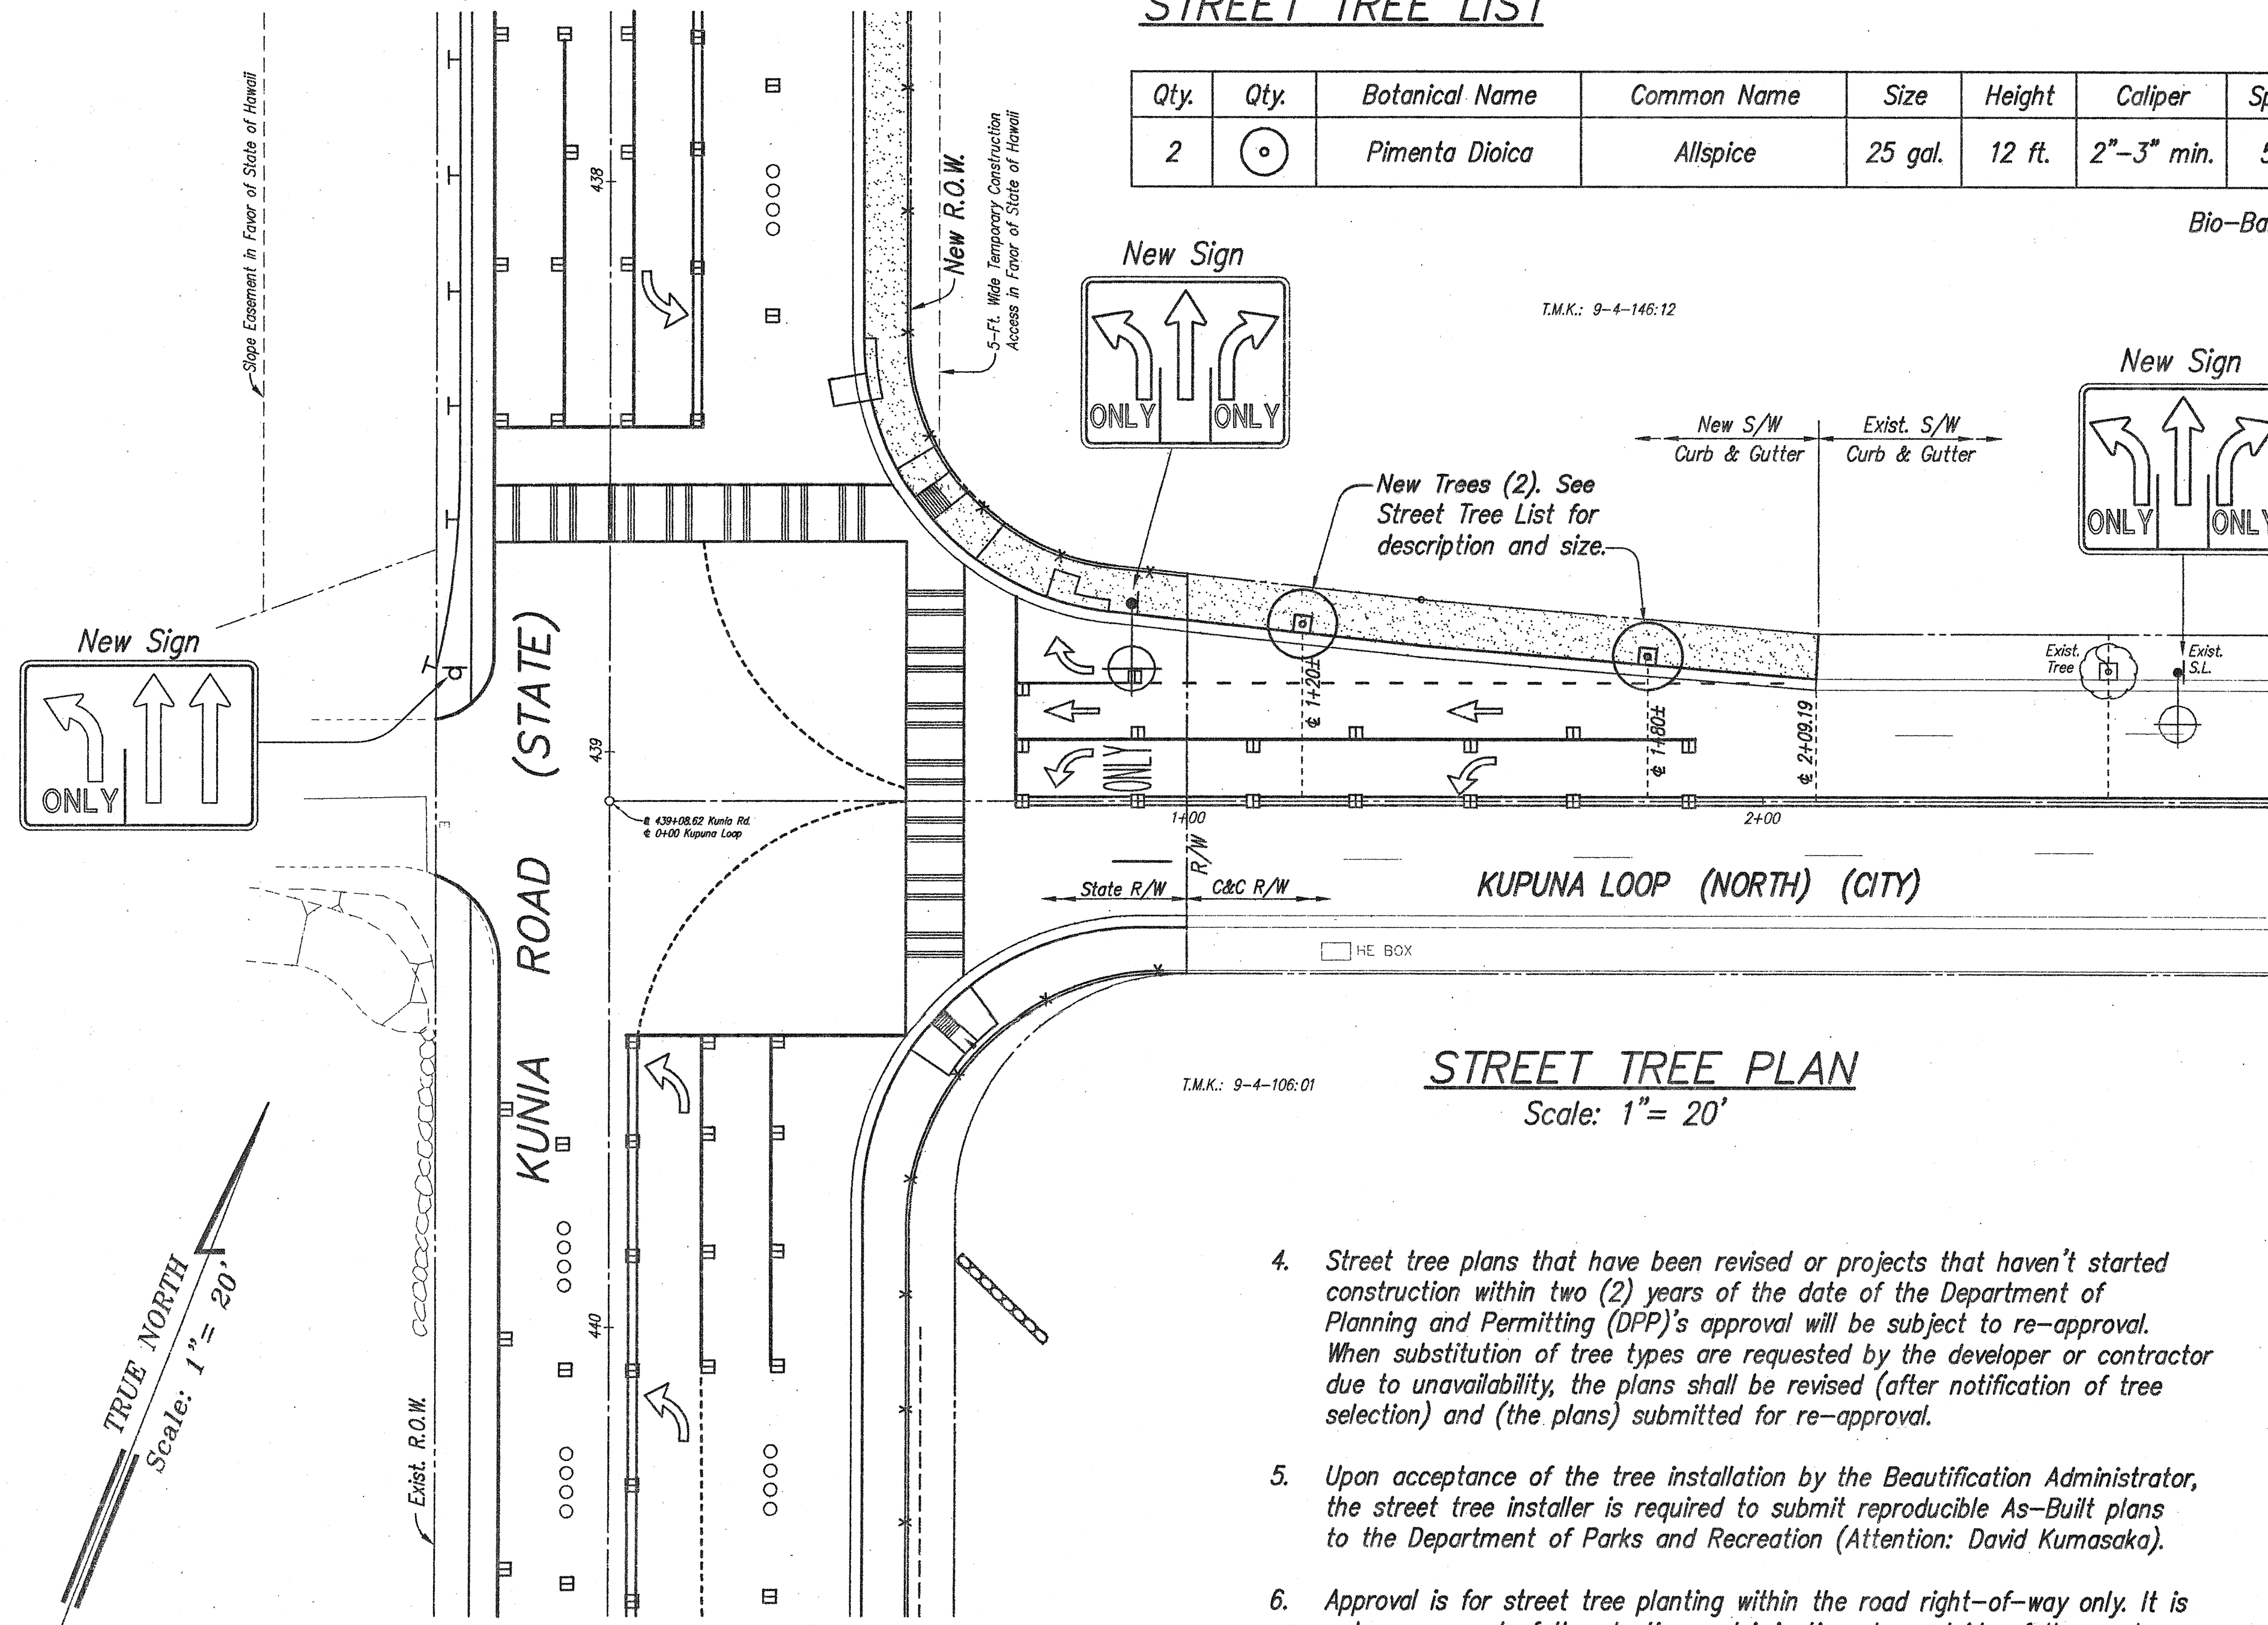 STREET TREE LIST
Qty. Qty. Botanical Name Common Name Size Height Caliper
2 Pimenta Dioica Allspice 25 gal. 12 ft. 2"-3" min.
T.M.K.: 9-4-146:12
Slope Easement in Favor of State of Hawaii
438
New R.O.W.
5-Ft. Wide Temporary Construction
Access in Favor of State of Hawaii
New Sign
ONLY ONLY
New Sign
ONLY ONLY
New S/W
Curb & Gutter
Exist. S/W
Curb & Gutter
New Trees (2). See
Street Tree List for
description and size.
New Sign
ONLY
Exist.
Tree
Exist.
S.L.
℄ 1+20±
℄ 1+80±
℄ 2+09.19
ONLY
439
℄ 439+08.62 Kunia Rd.
℄ 0+00 Kupuna Loop
E
1+00
2+00
R/W
State R/W
C&C R/W
KUPUNA LOOP (NORTH) (CITY)
KUNIA ROAD (STATE)
HE BOX
T.M.K.: 9-4-106:01
STREET TREE PLAN
Scale: 1"= 20'
440
TRUE NORTH
Scale: 1"= 20'
Exist. R.O.W.
4. Street tree plans that have been revised or projects that haven't started
construction within two (2) years of the date of the Department of
Planning and Permitting (DPP)'s approval will be subject to re-approval.
When substitution of tree types are requested by the developer or contractor
due to unavailability, the plans shall be revised (after notification of tree
selection) and (the plans) submitted for re-approval.
5. Upon acceptance of the tree installation by the Beautification Administrator,
the street tree installer is required to submit reproducible As-Built plans
to the Department of Parks and Recreation (Attention: David Kumasaka).
6. Approval is for street tree planting within the road right-of-way only. It is